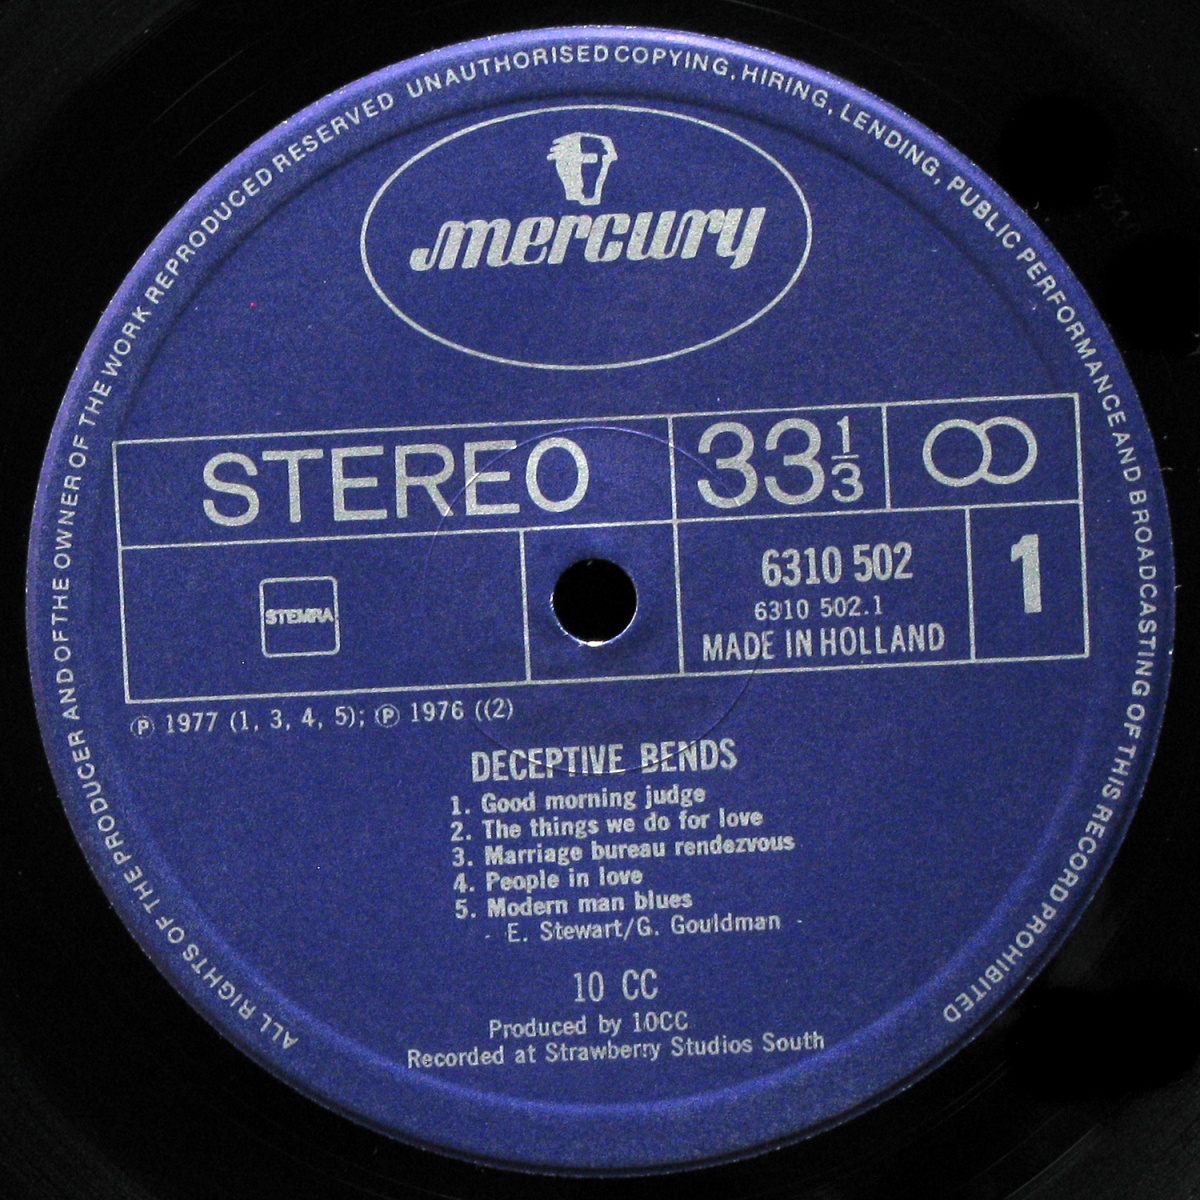 ALL RIGHTS OF THE PRODUCER AND OF THE OWNER OF THE WORK REPRODUCED RESERVED UNAUTHORISED COPYING, HIRING, LENDING, PUBLIC PERFORMANCE AND BROADCASTING OF THIS RECORD PROHIBITED
mercury
STEREO 33 1/3
STEMRA
6310 502 1
6310 502.1
MADE IN HOLLAND
Ⓟ 1977 (1, 3, 4, 5); Ⓟ 1976 ((2)
DECEPTIVE BENDS
1. Good morning judge
2. The things we do for love
3. Marriage bureau rendezvous
4. People in love
5. Modern man blues
- E. Stewart/G. Gouldman -
10 CC
Produced by 10CC
Recorded at Strawberry Studios South